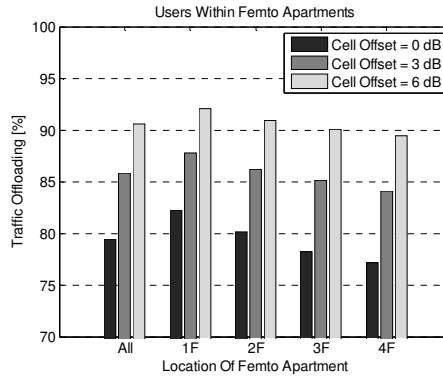 Users Within Femto Apartments
Cell Offset = 0 dB
Cell Offset = 3 dB
Cell Offset = 6 dB
Traffic Offloading [%]
100
95
90
85
80
75
70
All 1F 2F 3F 4F
Location Of Femto Apartment